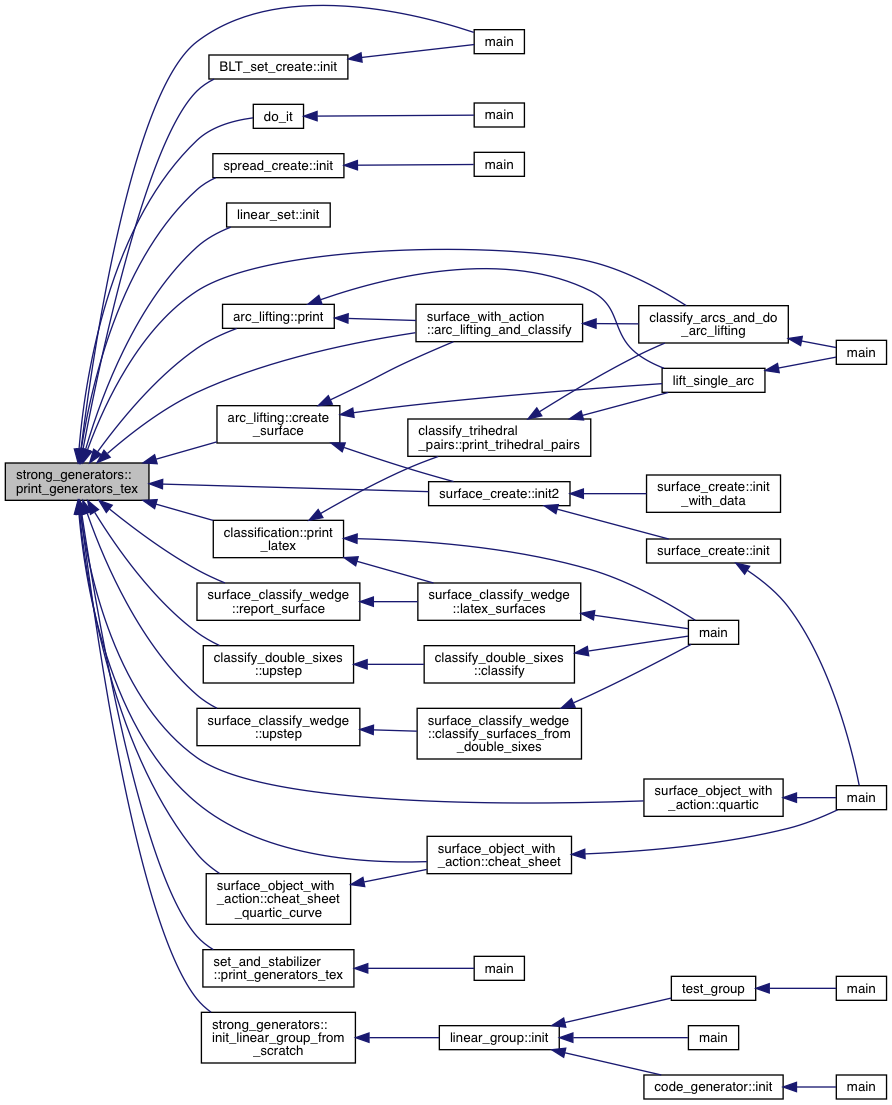 main
BLT_set_create::init
do_it
main
spread_create::init
main
linear_set::init
arc_lifting::print
surface_with_action
::arc_lifting_and_classify
classify_arcs_and_do
_arc_lifting
main
lift_single_arc
arc_lifting::create
_surface
classify_trihedral
_pairs::print_trihedral_pairs
strong_generators::
print_generators_tex
surface_create::init2
surface_create::init
_with_data
classification::print
_latex
surface_create::init
surface_classify_wedge
::report_surface
surface_classify_wedge
::latex_surfaces
main
classify_double_sixes
::upstep
classify_double_sixes
::classify
surface_classify_wedge
::upstep
surface_classify_wedge
::classify_surfaces_from
_double_sixes
surface_object_with
_action::quartic
main
surface_object_with
_action::cheat_sheet
surface_object_with
_action::cheat_sheet
_quartic_curve
set_and_stabilizer
::print_generators_tex
main
test_group
main
strong_generators::
init_linear_group_from
_scratch
linear_group::init
main
code_generator::init
main